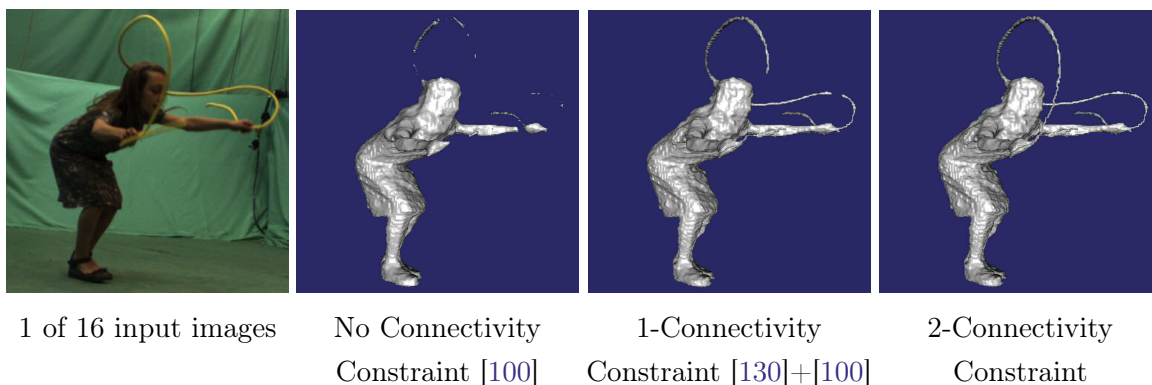 1 of 16 input images
No Connectivity
Constraint [100]
1-Connectivity
Constraint [130]+[100]
2-Connectivity
Constraint